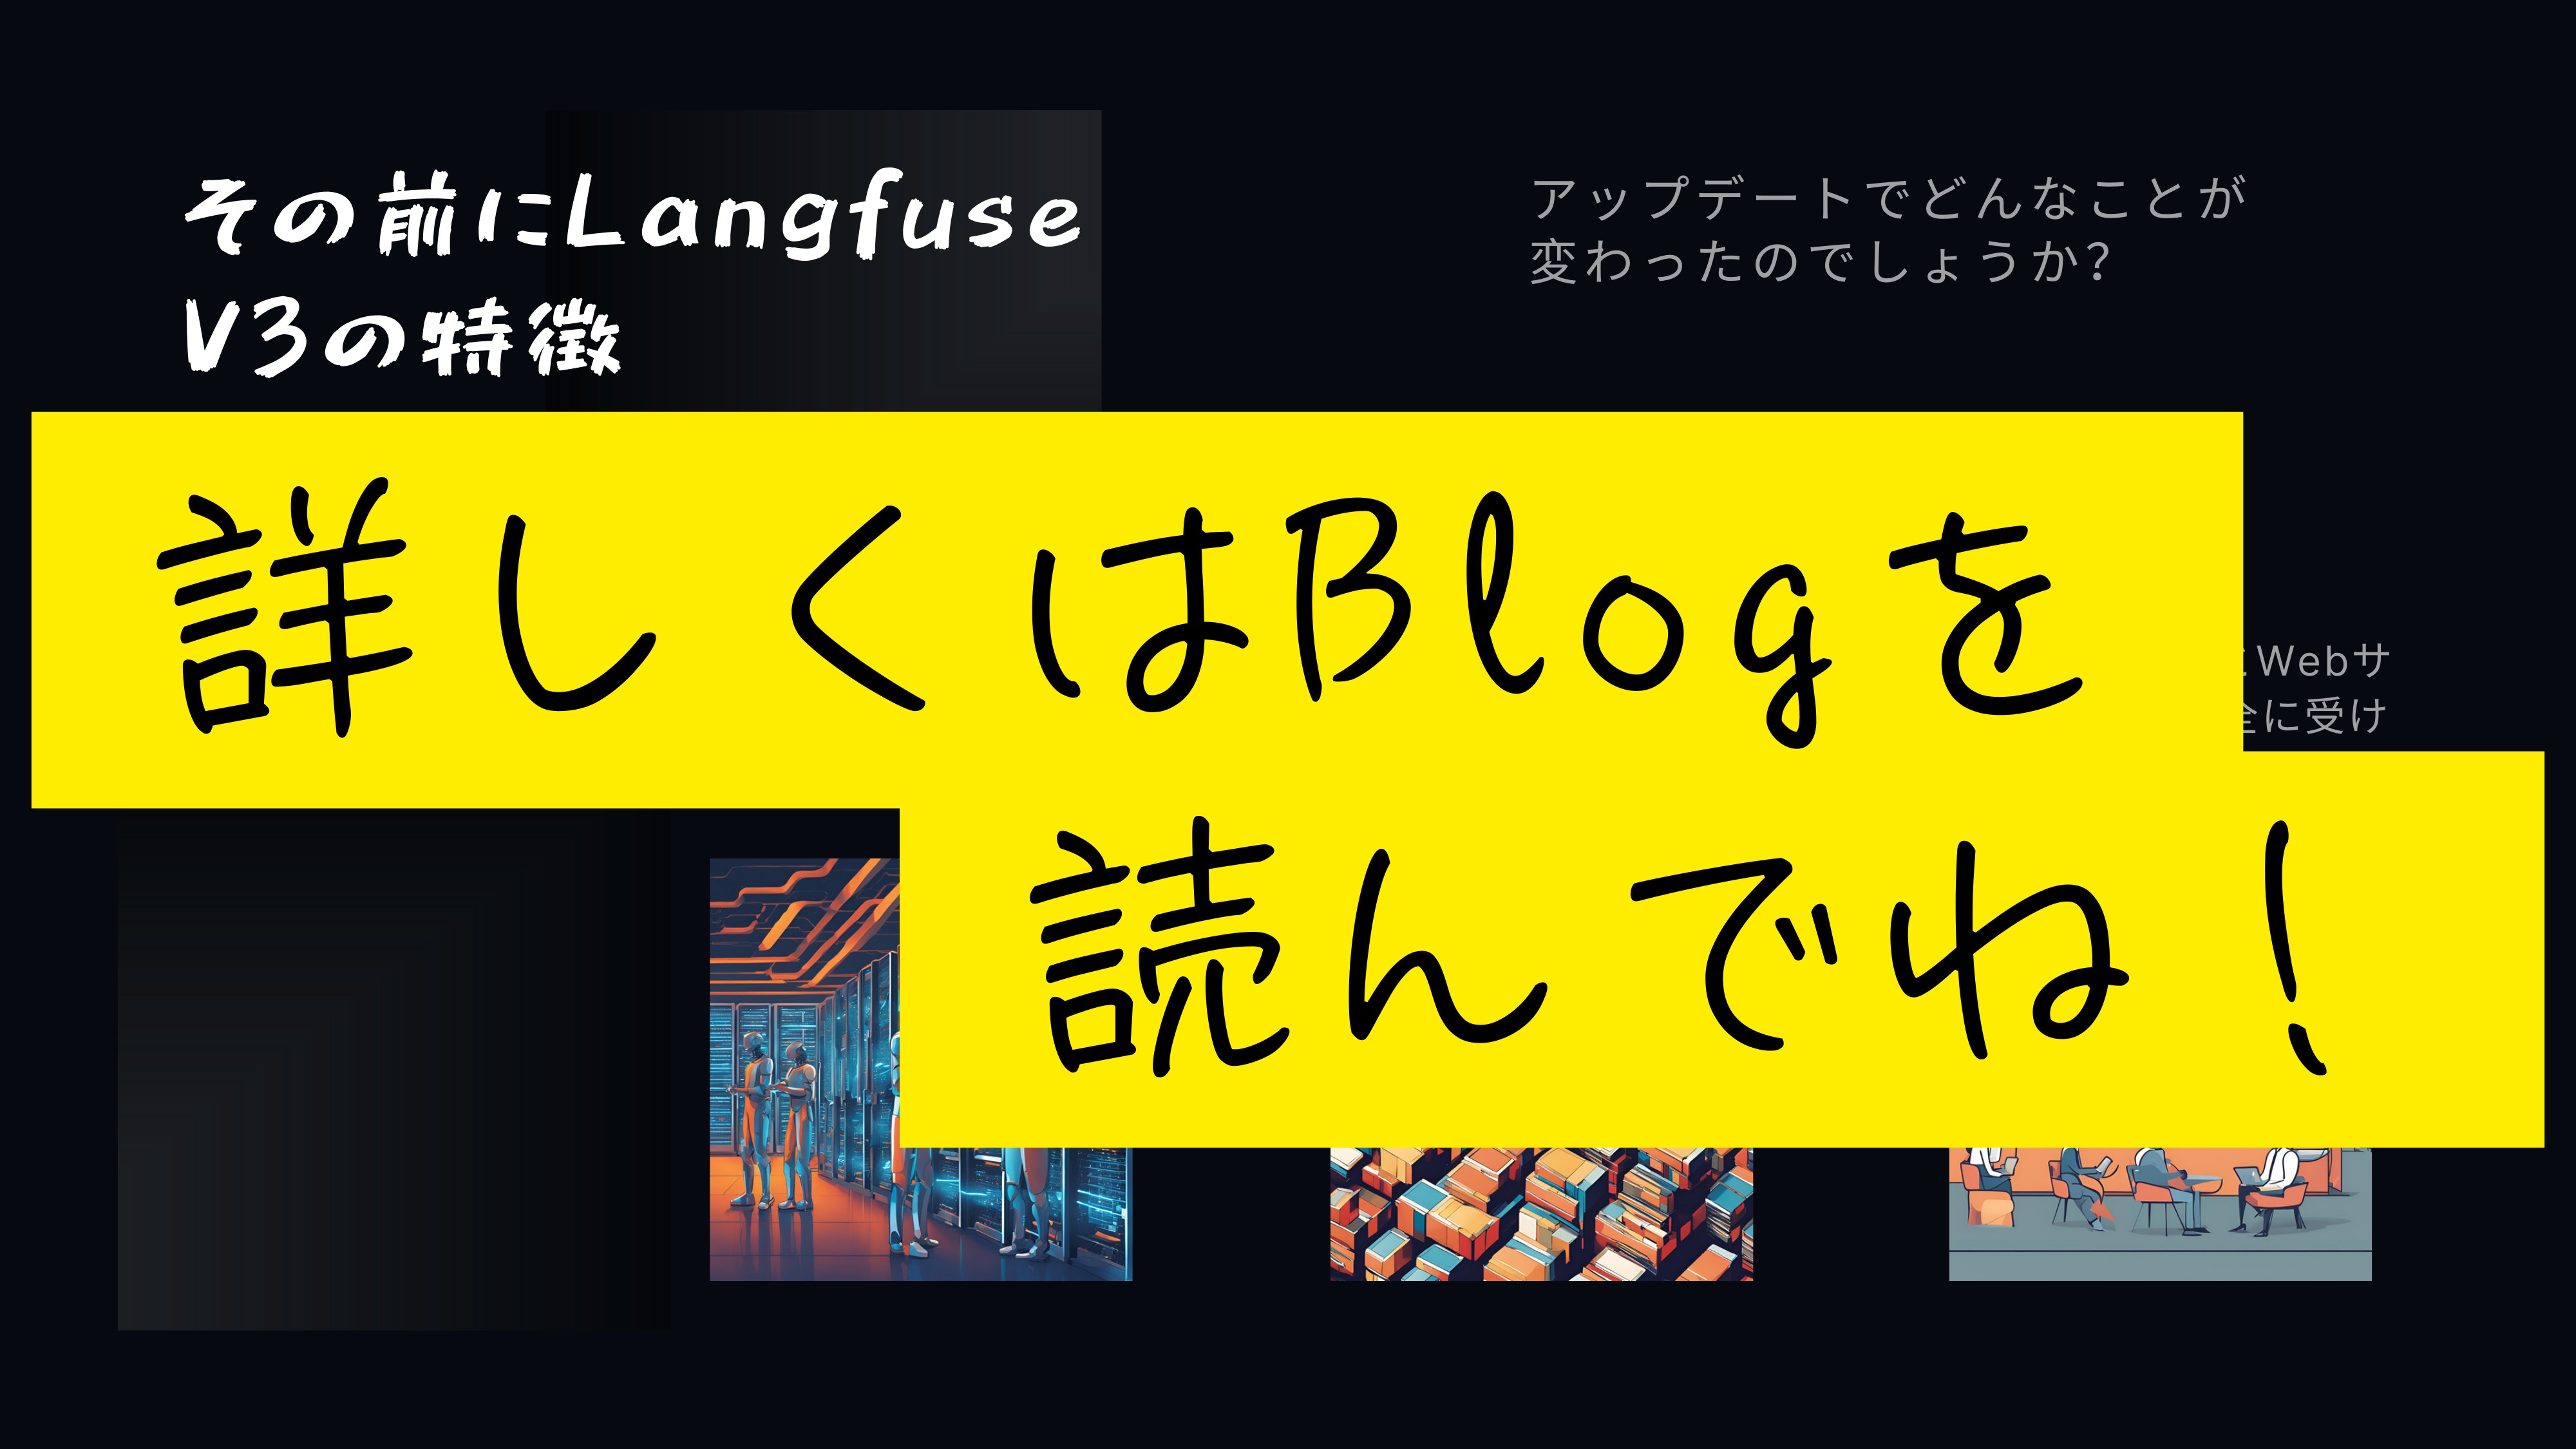 その前にLangfuse
V3の特徴
アップデートでどんなことが
変わったのでしょうか?
詳しくはBlogを
読んでね！
Webサ
全に受け